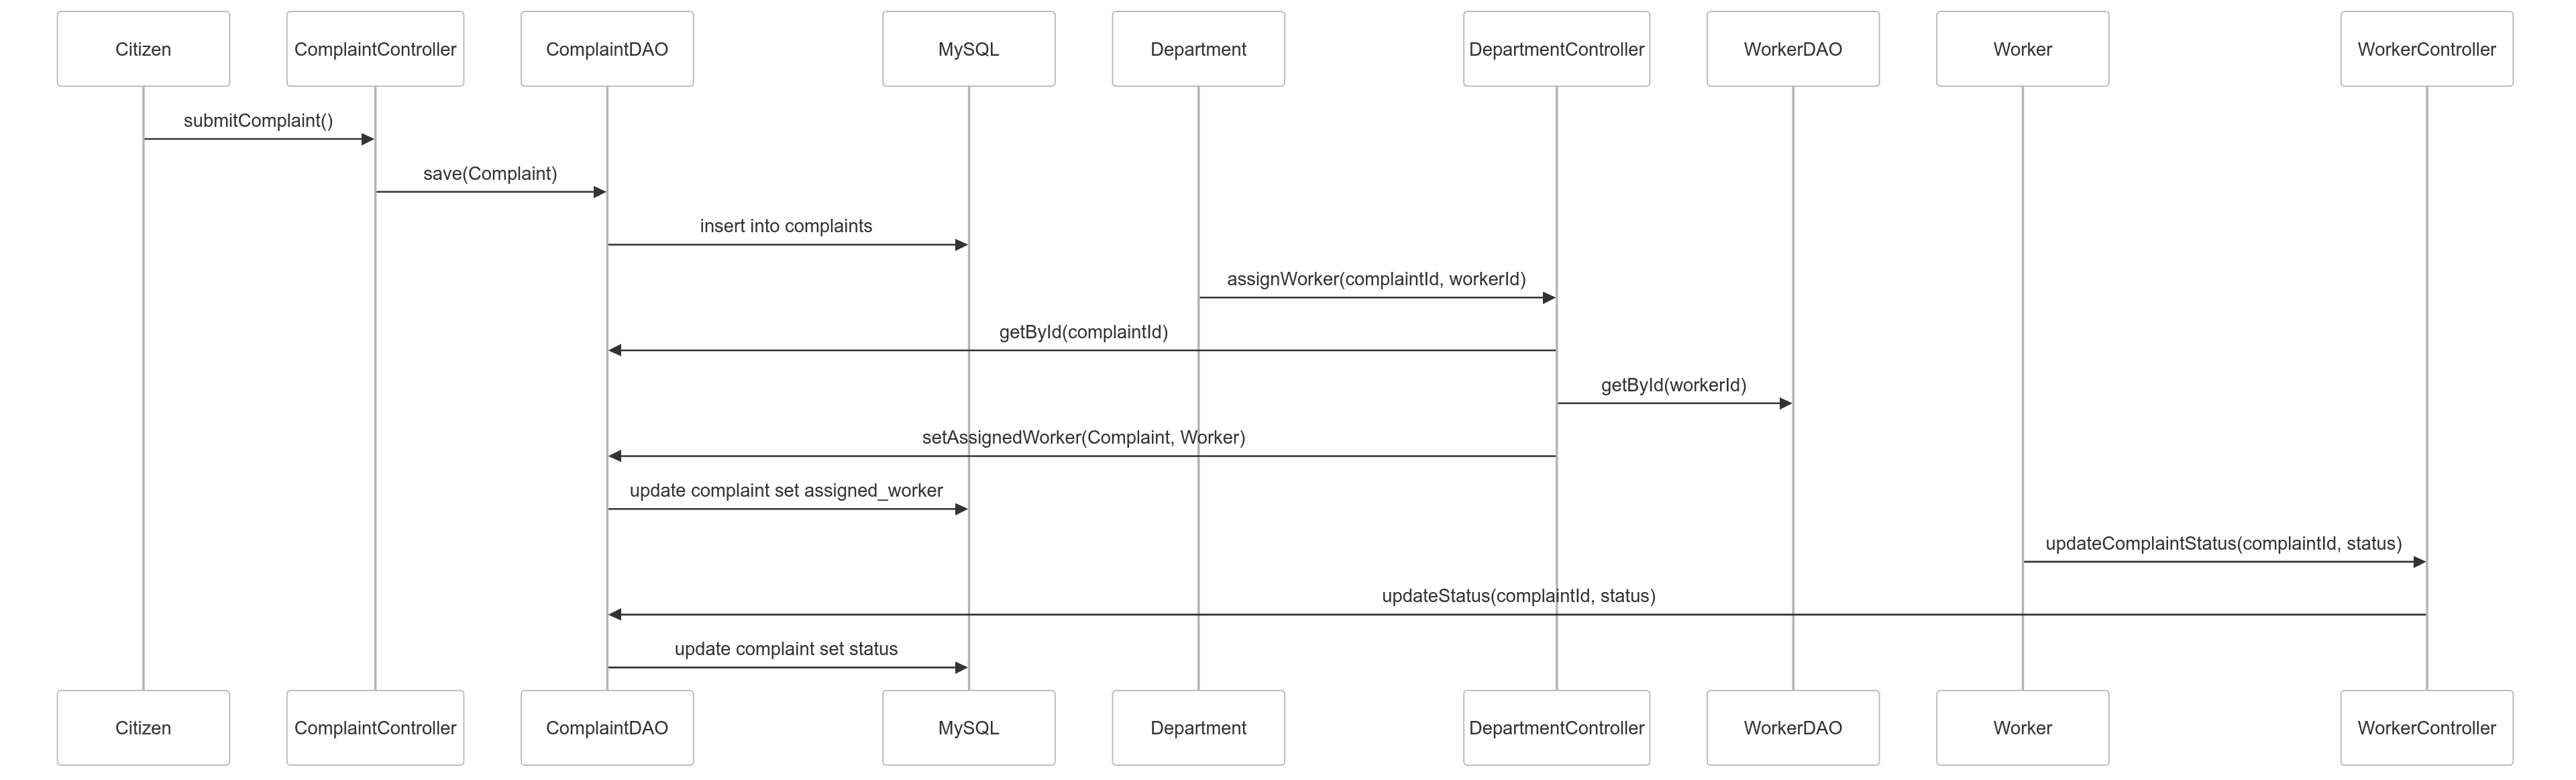 Citizen
ComplaintController
ComplaintDAO
MySQL
Department
DepartmentController
WorkerDAO
Worker
WorkerController
submitComplaint()
save(Complaint)
insert into complaints
assignWorker(complaintId, workerId)
getById(complaintId)
getById(workerId)
setAssignedWorker(Complaint, Worker)
update complaint set assigned_worker
updateComplaintStatus(complaintId, status)
updateStatus(complaintId, status)
update complaint set status
Citizen
ComplaintController
ComplaintDAO
MySQL
Department
DepartmentController
WorkerDAO
Worker
WorkerController